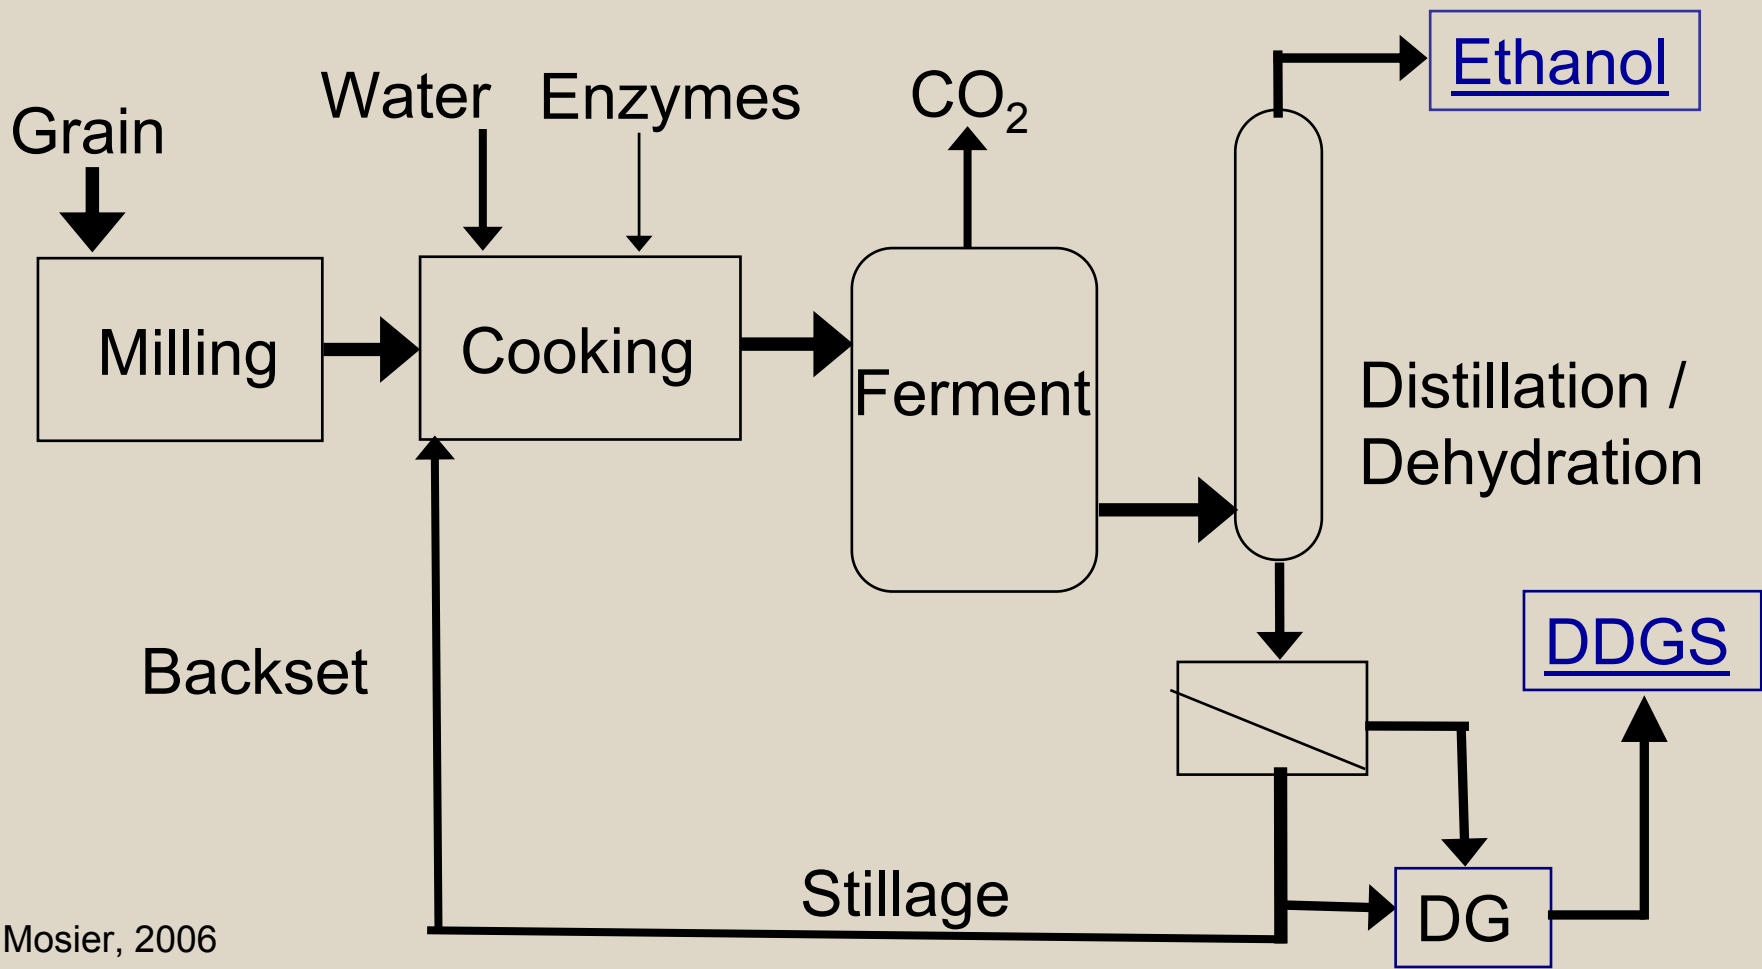 Ethanol
Water
Enzymes
CO₂
Grain
Milling
Cooking
Ferment
Distillation /
Dehydration
Backset
DDGS
Stillage
DG
Mosier, 2006